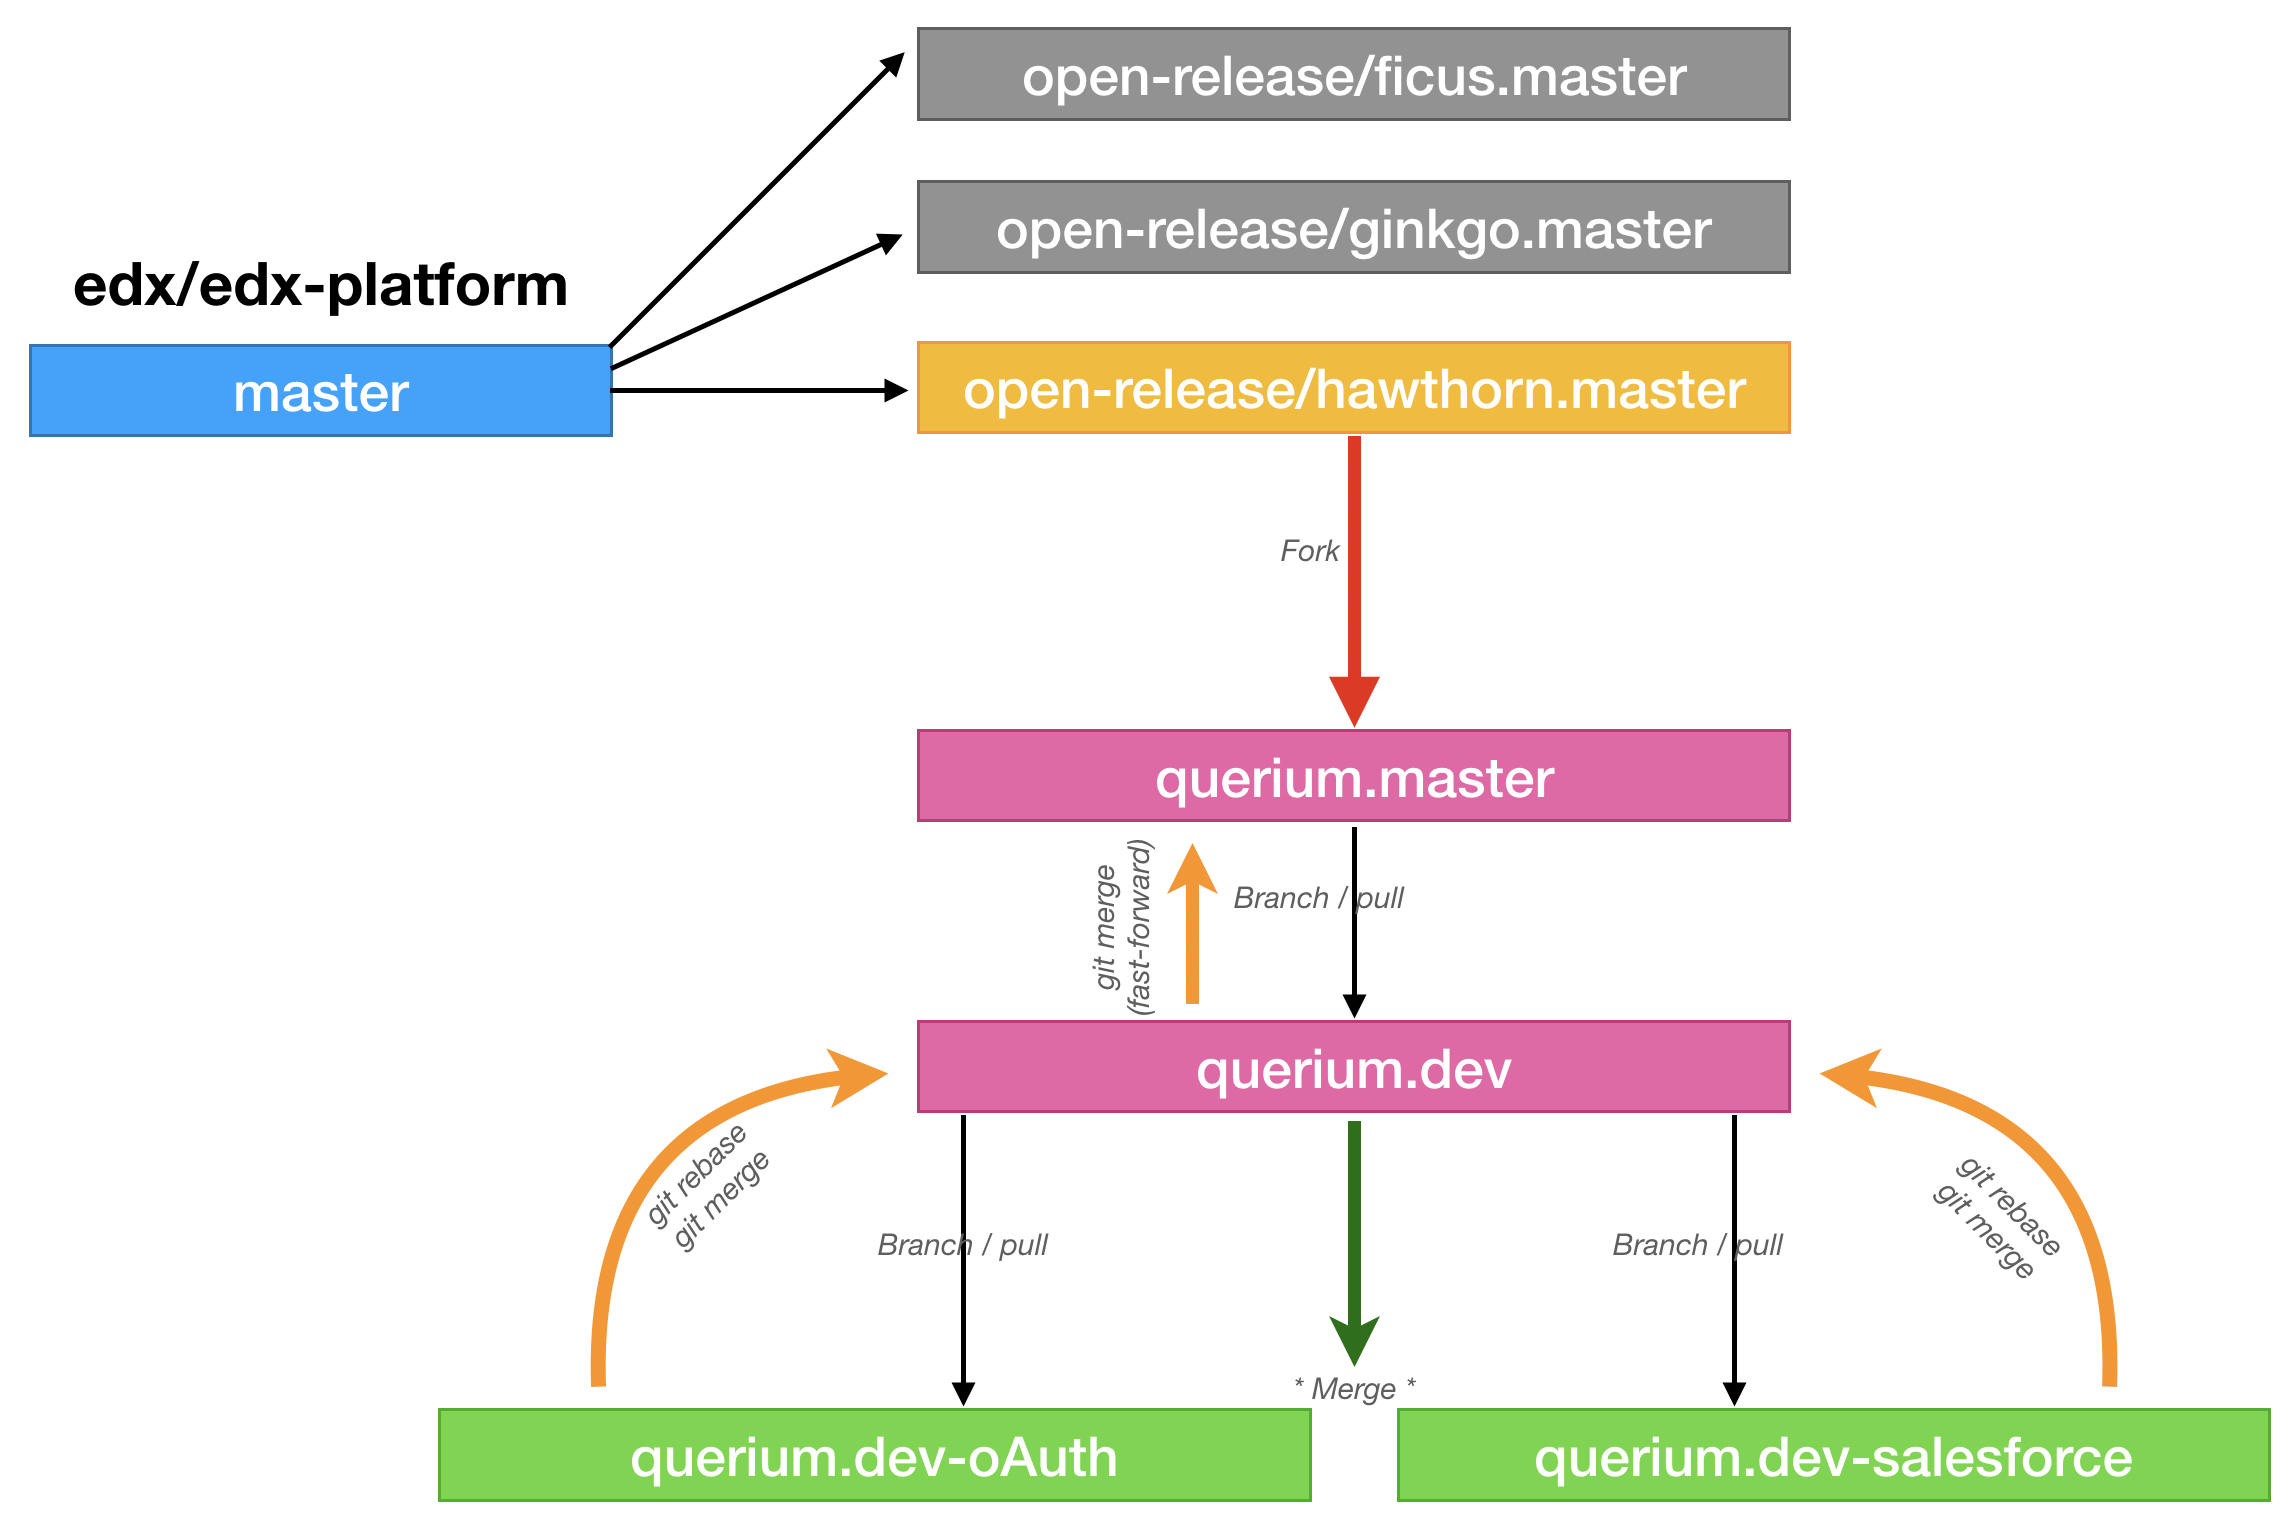 open-release/ficus.master
open-release/ginkgo.master
edx/edx-platform
master
open-release/hawthorn.master
Fork
querium.master
git merge
(fast-forward)
Branch / pull
querium.dev
git rebase
git merge
Branch / pull
Branch / pull
git rebase
git merge
* Merge *
querium.dev-oAuth
querium.dev-salesforce